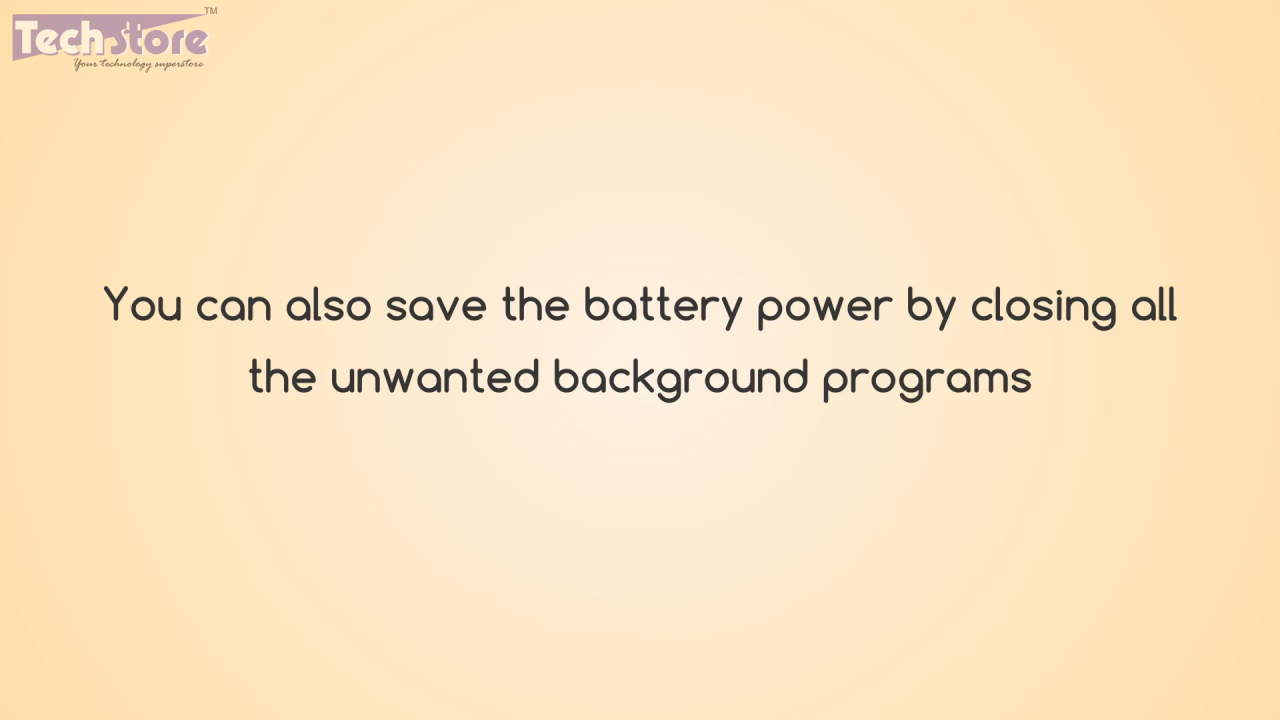 Tech Store TM
Your technology superstore
You can also save the battery power by closing all
the unwanted background programs